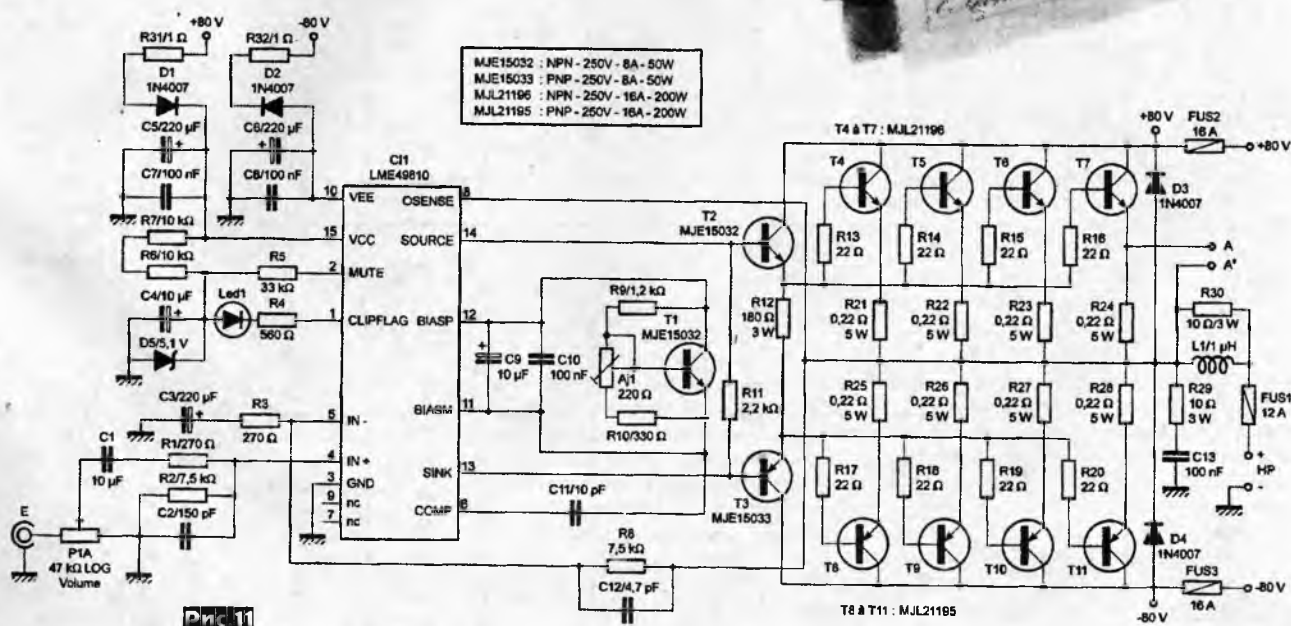 +80 V
-80 V
R31/1 Ω
R32/1 Ω
D1
1N4007
D2
1N4007
C5/220 µF
C6/220 µF
+
+
C7/100 nF
C8/100 nF
R7/10 kΩ
R6/10 kΩ
R5
33 kΩ
C4/10 µF
+
Led1
R4
560 Ω
D5/5,1 V
C3/220 µF
+
R3
270 Ω
C1
10 µF
R1/270 Ω
R2/7,5 kΩ
C2/150 pF
E
P1A
47 kΩ LOG
Volume
MJE15032 : NPN - 250V - 8A - 50W
MJE15033 : PNP - 250V - 8A - 50W
MJL21196 : NPN - 250V - 16A - 200W
MJL21195 : PNP - 250V - 16A - 200W
CI1
LME49810
10 VEE
OSENSE 8
15 VCC
SOURCE 14
2 MUTE
1 CLIPFLAG
BIASP 12
BIASM 11
5 IN -
4 IN +
SINK 13
3 GND
9 nc
7 nc
COMP 6
+
C9
10 µF
C10
100 nF
R9/1,2 kΩ
T1
MJE15032
Aj1
220 Ω
R10/330 Ω
C11/10 pF
R8
7,5 kΩ
C12/4,7 pF
T2
MJE15032
R12
180 Ω
3 W
R11
2,2 kΩ
T3
MJE15033
T4 à T7 : MJL21196
T4
T5
T6
T7
R13
22 Ω
R14
22 Ω
R15
22 Ω
R16
22 Ω
R21
0,22 Ω
5 W
R22
0,22 Ω
5 W
R23
0,22 Ω
5 W
R24
0,22 Ω
5 W
R25
0,22 Ω
5 W
R26
0,22 Ω
5 W
R27
0,22 Ω
5 W
R28
0,22 Ω
5 W
R17
22 Ω
R18
22 Ω
R19
22 Ω
R20
22 Ω
T8
T9
T10
T11
T8 à T11 : MJL21195
+80 V
FUS2
16 A
+80 V
D3
1N4007
A
A'
R30
10 Ω/3 W
L1/1 µH
R29
10 Ω
3 W
FUS1
12 A
C13
100 nF
+
HP
-
D4
1N4007
FUS3
16 A
-80 V
-80 V
Рис 11